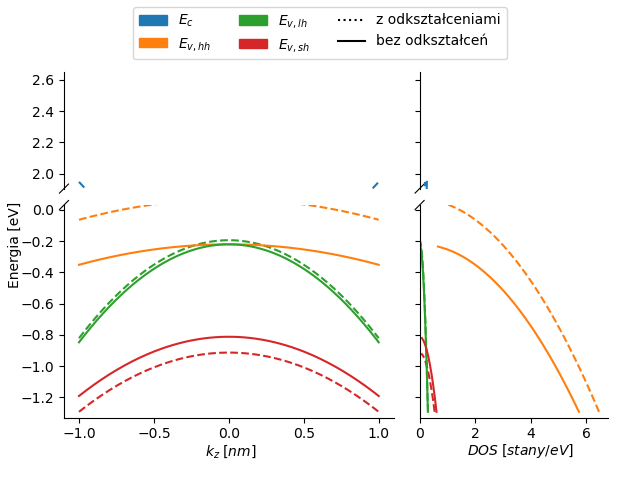 E_c E_{v, lh} z odkształceniami
E_{v, hh} E_{v, sh} bez odkształceń
2.6
2.4
2.2
2.0
0.0
−0.2
−0.4
−0.6
−0.8
−1.0
−1.2
Energia [eV]
−1.0 −0.5 0.0 0.5 1.0 0 2 4 6
k_z [nm] DOS [stany/eV]